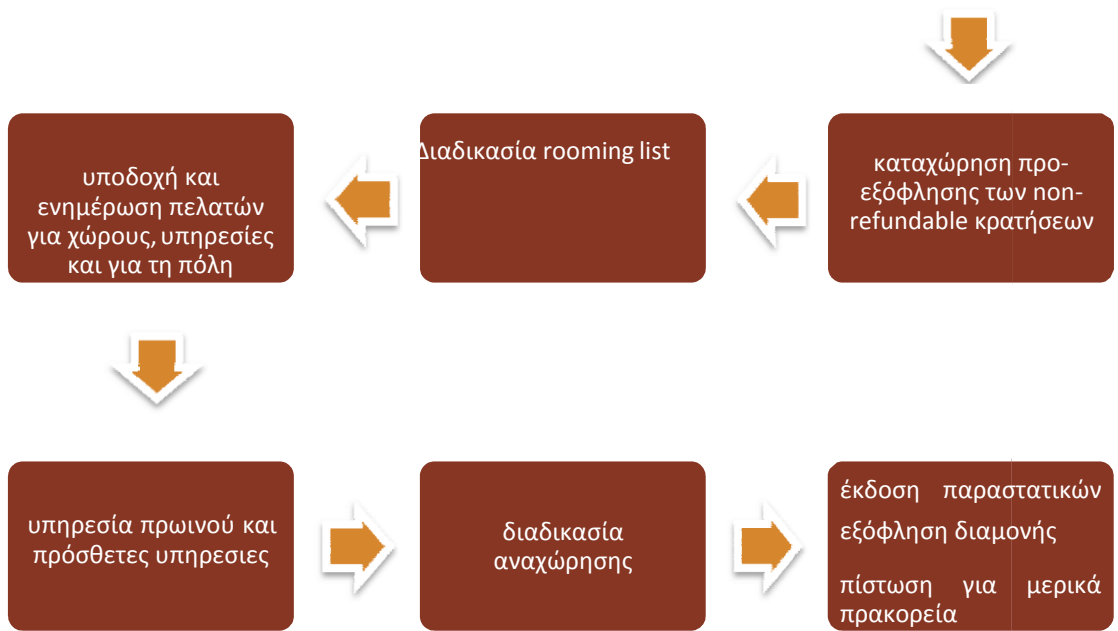 καταχώρηση προ-
εξόφλησης των non-
refundable κρατήσεων
Διαδικασία rooming list
υποδοχή και
ενημέρωση πελατών
για χώρους, υπηρεσίες
και για τη πόλη
υπηρεσία πρωινού και
πρόσθετες υπηρεσιες
διαδικασία
αναχώρησης
έκδοση παραστατικών
εξόφληση διαμονής
πίστωση για μερικά
πρακορεία